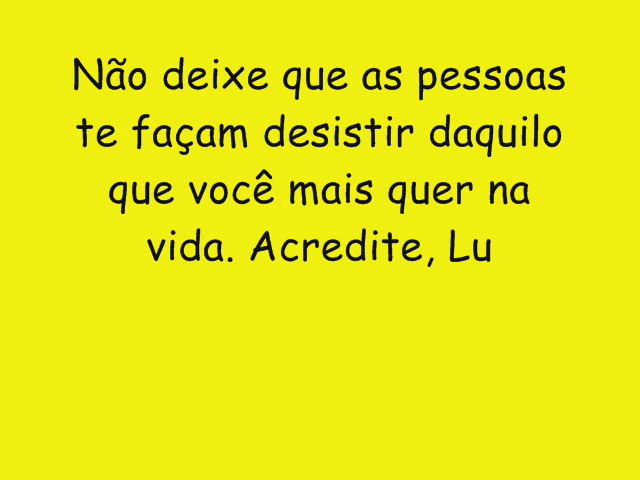 Não deixe que as pessoas
te façam desistir daquilo
que você mais quer na
vida. Acredite, Lu